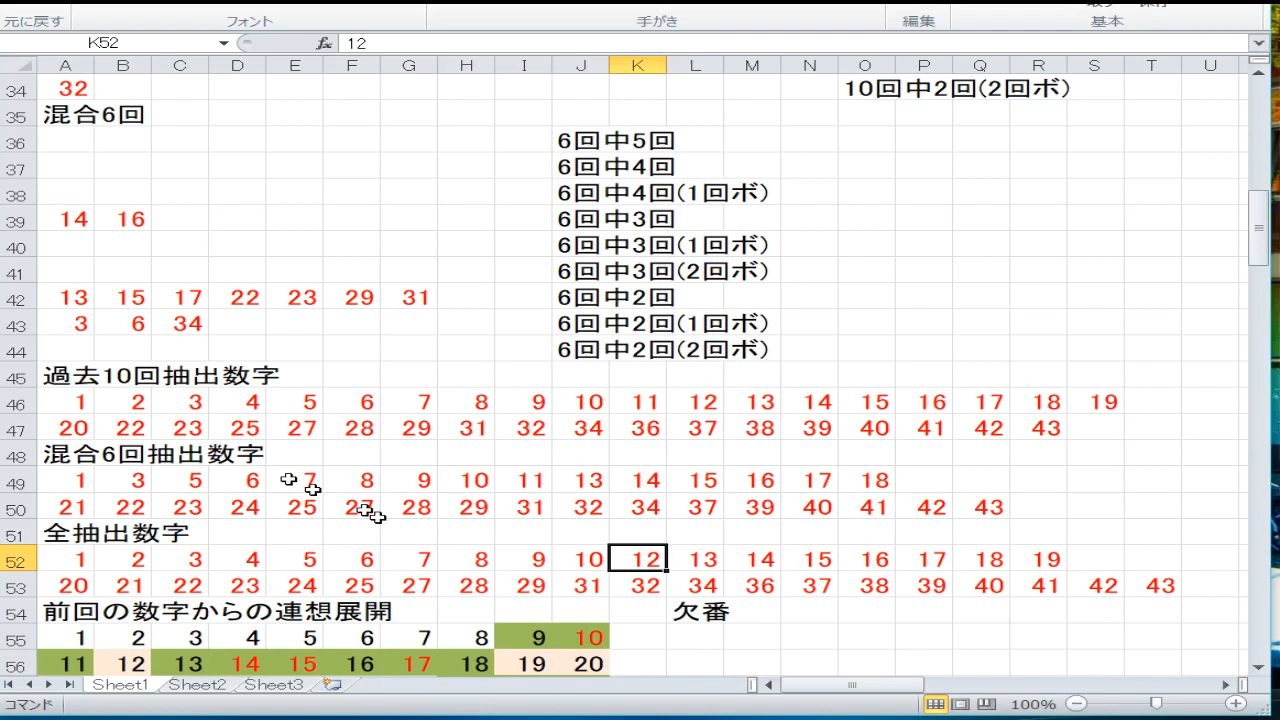 元に戻す フォント 手がき 編集 基本
K52 fx 12
A B C D E F G H I J K L M N O P Q R S T U
34 32 10回中2回(2回ボ)
35 混合6回
36 6回中5回
37 6回中4回
38 6回中4回(1回ボ)
39 14 16 6回中3回
40 6回中3回(1回ボ)
41 6回中3回(2回ボ)
42 13 15 17 22 23 29 31 6回中2回
43 3 6 34 6回中2回(1回ボ)
44 6回中2回(2回ボ)
45 過去10回抽出数字
46 1 2 3 4 5 6 7 8 9 10 11 12 13 14 15 16 17 18 19
47 20 22 23 25 27 28 29 31 32 34 36 37 38 39 40 41 42 43
48 混合6回抽出数字
49 1 3 5 6 7 8 9 10 11 13 14 15 16 17 18
50 21 22 23 24 25 27 28 29 31 32 34 37 39 40 41 42 43
51 全抽出数字
52 1 2 3 4 5 6 7 8 9 10 12 13 14 15 16 17 18 19
53 20 21 22 23 24 25 27 28 29 31 32 34 36 37 38 39 40 41 42 43
54 前回の数字からの連想展開 欠番
55 1 2 3 4 5 6 7 8 9 10
56 11 12 13 14 15 16 17 18 19 20
Sheet1 Sheet2 Sheet3
コマンド 100%